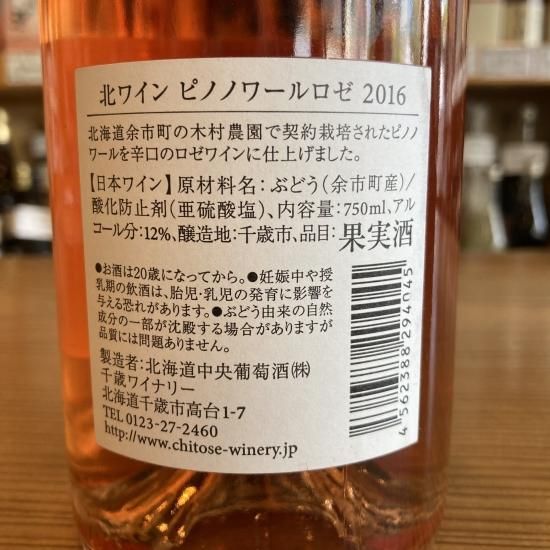 北ワイン ピノノワールロゼ 2016
北海道余市町の木村農園で契約栽培されたピノノ
ワールを辛口のロゼワインに仕上げました。
【日本ワイン】原材料名:ぶどう(余市町産)/
酸化防止剤(亜硫酸塩)、内容量:750ml、アル
コール分:12%、醸造地:千歳市、品目:果実酒
●お酒は20歳になってから。●妊娠中や授
乳期の飲酒は、胎児・乳児の発育に影響を
与える恐れがあります。●ぶどう由来の自然
成分の一部が沈殿する場合がありますが
品質には問題ありません。
製造者:北海道中央葡萄酒㈱
千歳ワイナリー
北海道千歳市高台1-7
TEL 0123-27-2460
http://www.chitose-winery.jp
4562388294045